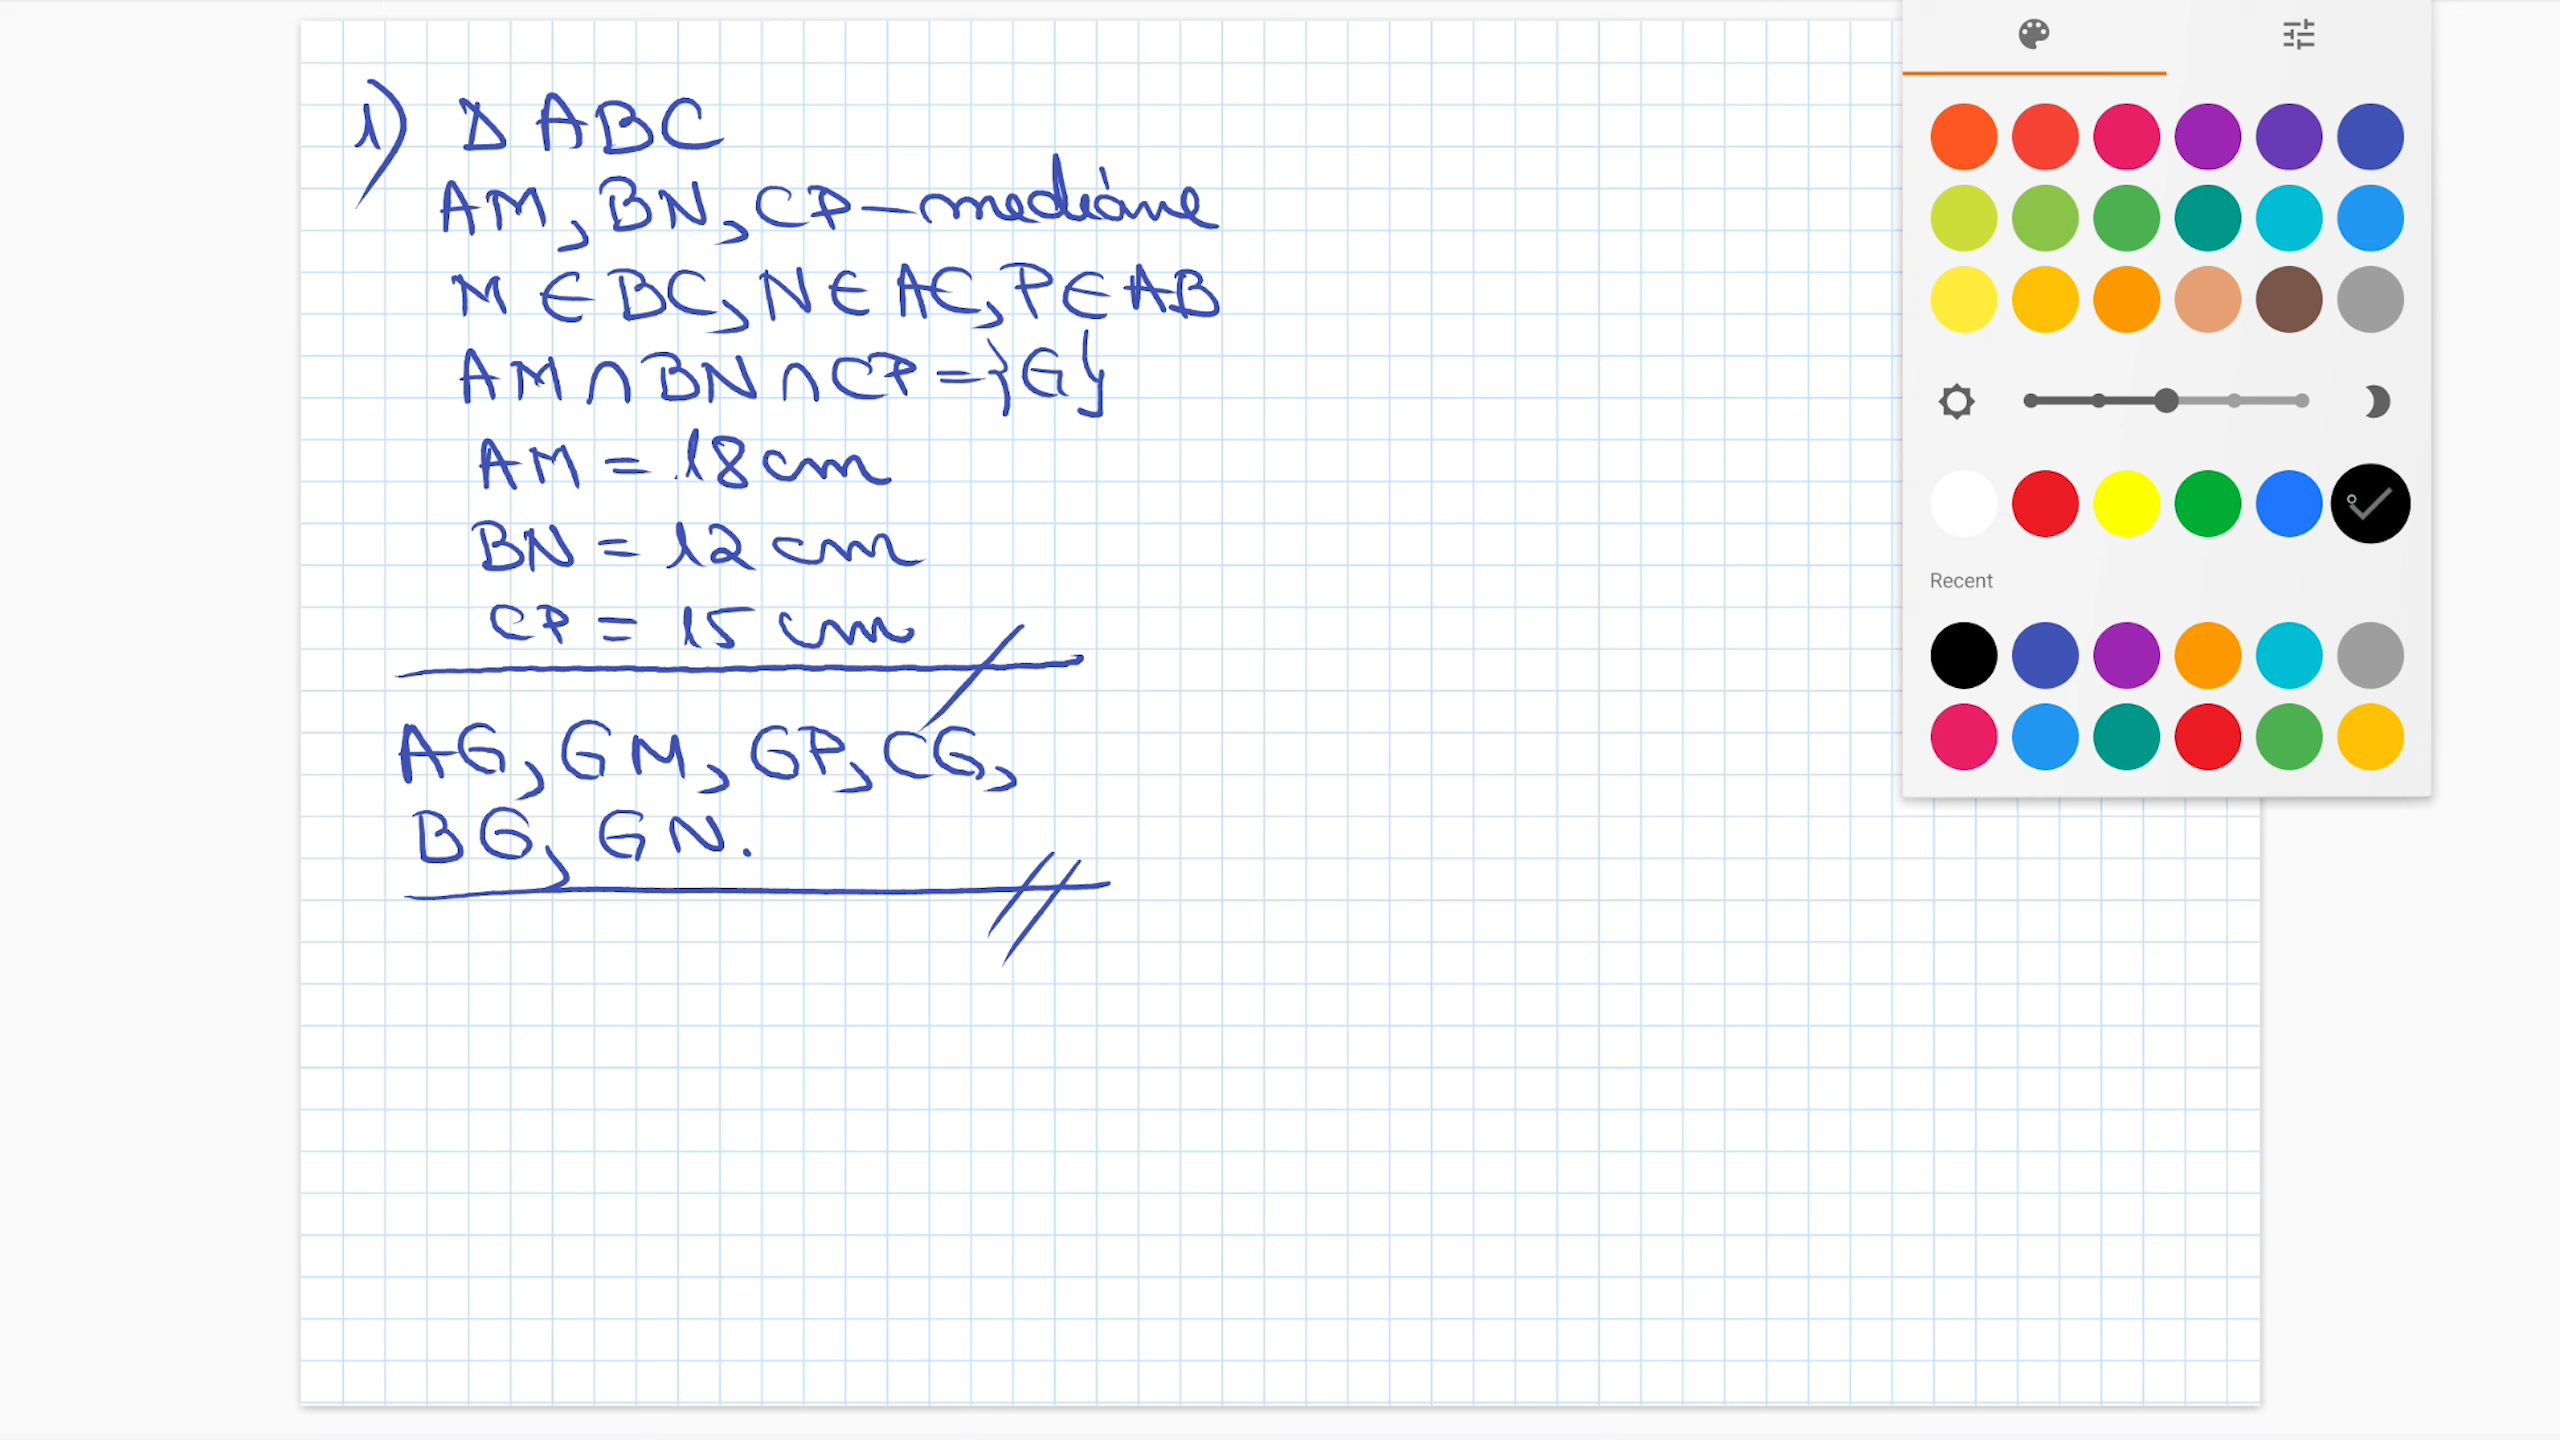 1) Δ ABC
AM, BN, CP – mediane
M ∈ BC, N ∈ AC, P ∈ AB
AM ∩ BN ∩ CP = {G}
AM = 18 cm
BN = 12 cm
CP = 15 cm
AG, GM, GP, CG,
BG, GN.
Recent